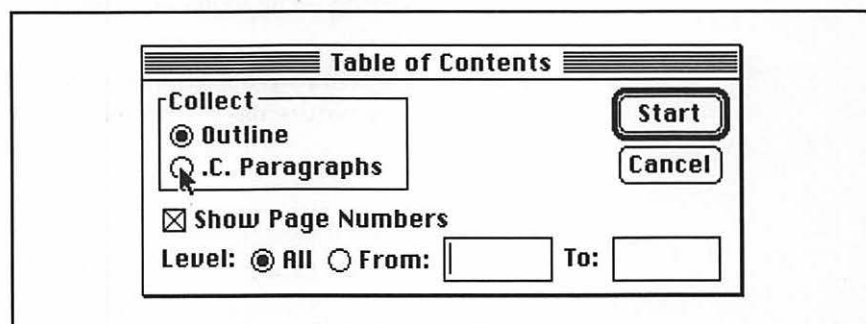 Table of Contents
Collect
Start
Outline
.C. Paragraphs
Cancel
Show Page Numbers
Level: All From: To: